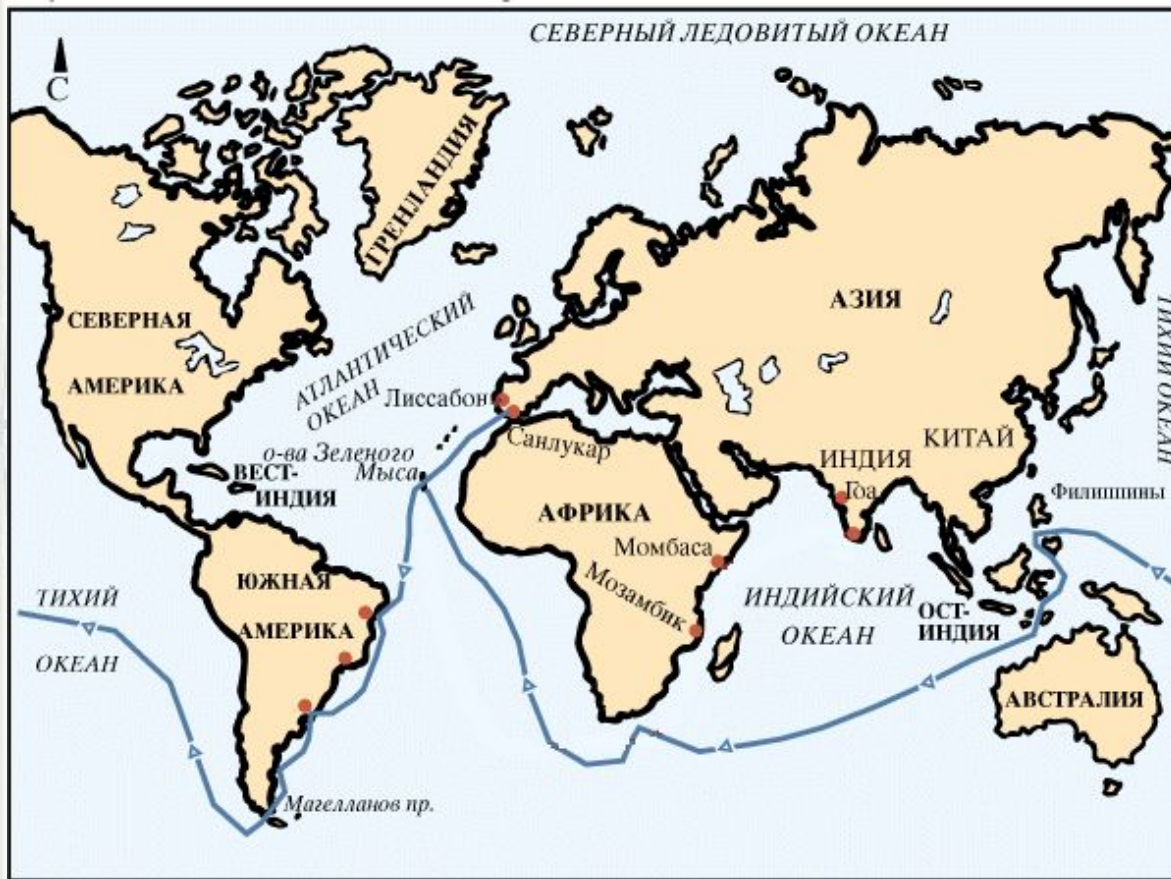 СЕВЕРНЫЙ ЛЕДОВИТЫЙ ОКЕАН
С
ГРЕНЛАНДИЯ
СЕВЕРНАЯ
АМЕРИКА
АТЛАНТИЧЕСКИЙ
ОКЕАН
АЗИЯ
ТИХИЙ ОКЕАН
Лиссабон
Санлукар
о-ва Зеленого
Мыса
ВЕСТ-
ИНДИЯ
КИТАЙ
ИНДИЯ
Гоа
Филиппины
АФРИКА
Момбаса
Мозамбик
ЮЖНАЯ
АМЕРИКА
ТИХИЙ
ОКЕАН
ИНДИЙСКИЙ
ОКЕАН
ОСТ-
ИНДИЯ
АВСТРАЛИЯ
Магелланов пр.